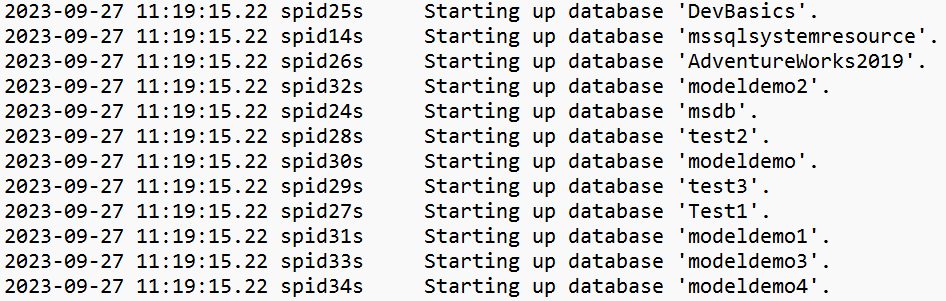 2023-09-27 11:19:15.22 spid25s     Starting up database 'DevBasics'.
2023-09-27 11:19:15.22 spid14s     Starting up database 'mssqlsystemresource'.
2023-09-27 11:19:15.22 spid26s     Starting up database 'AdventureWorks2019'.
2023-09-27 11:19:15.22 spid32s     Starting up database 'modeldemo2'.
2023-09-27 11:19:15.22 spid24s     Starting up database 'msdb'.
2023-09-27 11:19:15.22 spid28s     Starting up database 'test2'.
2023-09-27 11:19:15.22 spid30s     Starting up database 'modeldemo'.
2023-09-27 11:19:15.22 spid29s     Starting up database 'test3'.
2023-09-27 11:19:15.22 spid27s     Starting up database 'Test1'.
2023-09-27 11:19:15.22 spid31s     Starting up database 'modeldemo1'.
2023-09-27 11:19:15.22 spid33s     Starting up database 'modeldemo3'.
2023-09-27 11:19:15.22 spid34s     Starting up database 'modeldemo4'.